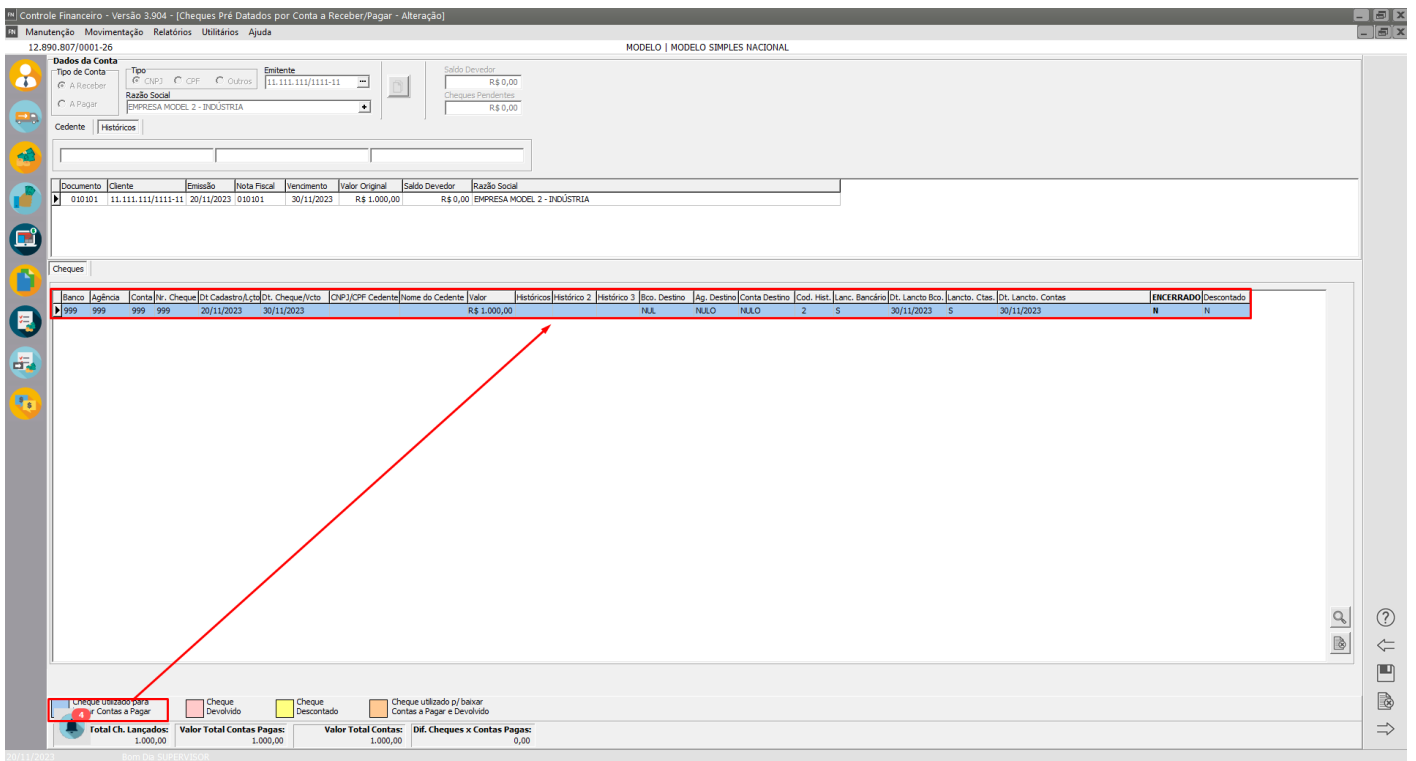 Controle Financeiro - Versão 3.904 - [Cheques Pré Datados por Conta a Receber/Pagar - Alteração]
Manutenção Movimentação Relatórios Utilitários Ajuda
12.890.807/0001-26 MODELO | MODELO SIMPLES NACIONAL
Dados da Conta
Tipo de Conta
A Receber
A Pagar
Tipo
CNPJ CPF Outros
Emitente
11.111.111/1111-11
Razão Social
EMPRESA MODEL 2 - INDÚSTRIA
Saldo Devedor
R$ 0,00
Cheques Pendentes
R$ 0,00
Cedente Históricos
Documento Cliente Emissão Nota Fiscal Vencimento Valor Original Saldo Devedor Razão Social
010101 11.111.111/1111-11 20/11/2023 010101 30/11/2023 R$ 1.000,00 R$ 0,00 EMPRESA MODEL 2 - INDÚSTRIA
Cheques
Banco Agência Conta Nr. Cheque Dt Cadastro/Lçto Dt. Cheque/Vcto CNPJ/CPF Cedente Nome do Cedente Valor Históricos Histórico 2 Histórico 3 Bco. Destino Ag. Destino Conta Destino Cod. Hist. Lanc. Bancário Dt. Lancto Bco. Lancto. Ctas. Dt. Lancto. Contas ENCERRADO Descontado
999 999 999 999 20/11/2023 30/11/2023 R$ 1.000,00 NUL NULO NULO 2 S 30/11/2023 S 30/11/2023 N N
Cheque utilizado para
r Contas a Pagar
Cheque
Devolvido
Cheque
Descontado
Cheque utilizado p/ baixar
Contas a Pagar e Devolvido
4
Total Ch. Lançados: Valor Total Contas Pagas: Valor Total Contas: Dif. Cheques x Contas Pagas:
1.000,00 1.000,00 1.000,00 0,00
20/11/2023 Bom Dia SUPERVISOR